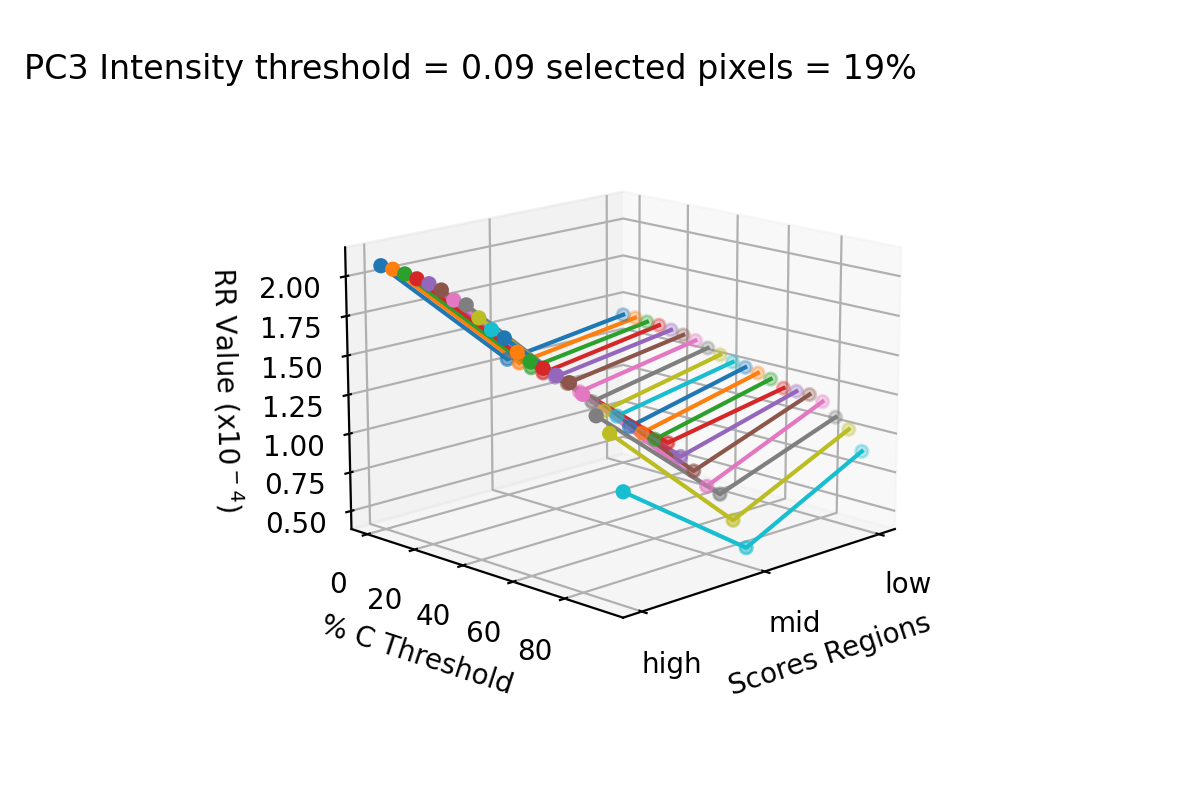 PC3 Intensity threshold = 0.09 selected pixels = 19%
RR Value (x10⁻⁴)
2.00
1.75
1.50
1.25
1.00
0.75
0.50
0
20
40
60
80
% C Threshold
high
mid
low
Scores Regions